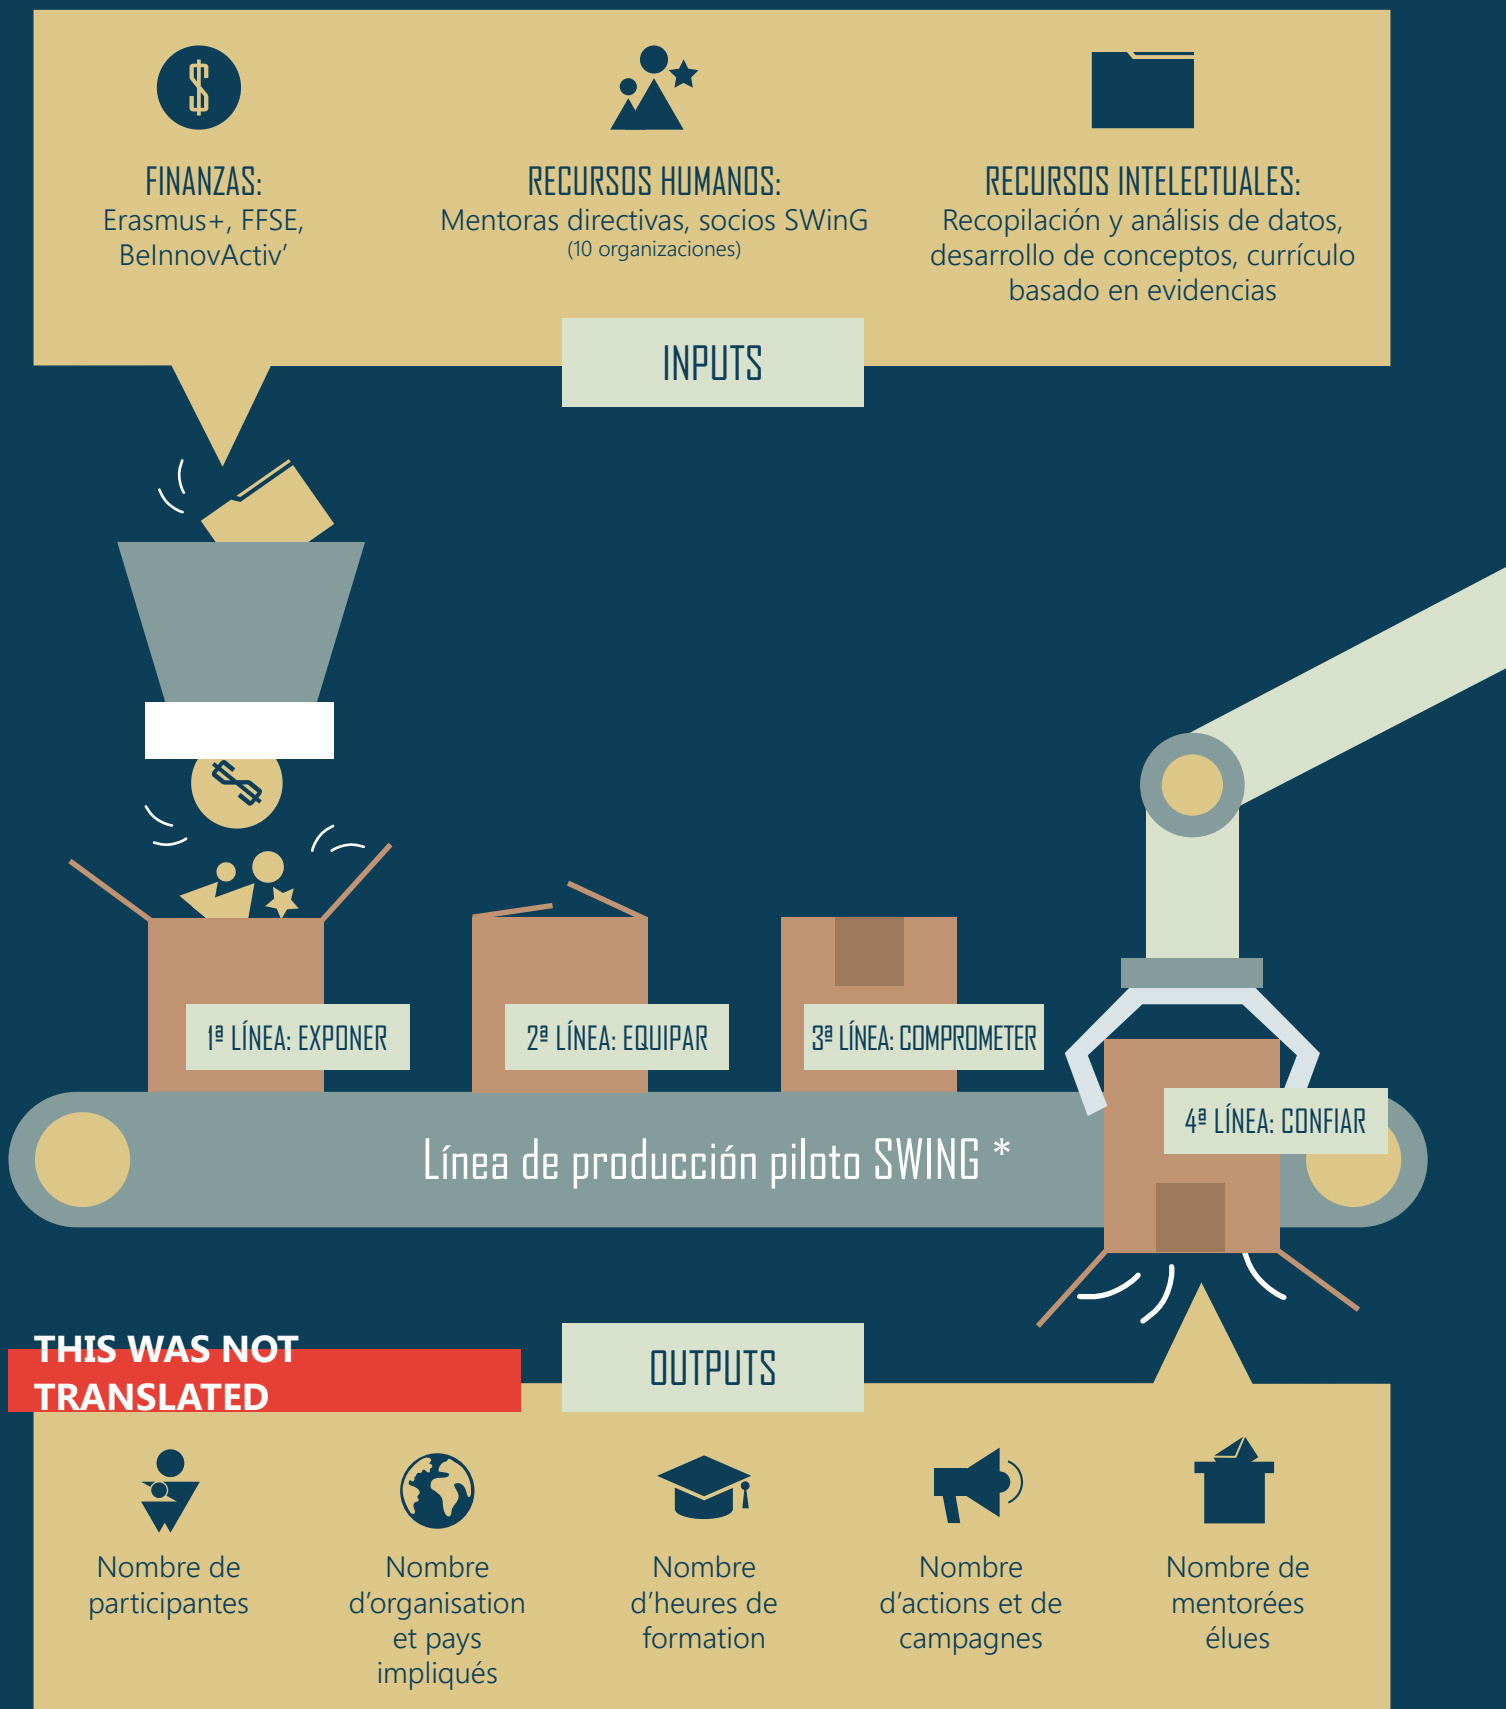 FINANZAS:
Erasmus+, FFSE,
BeInnovActiv’
RECURSOS HUMANOS:
Mentoras directivas, socios SWinG
(10 organizaciones)
RECURSOS INTELECTUALES:
Recopilación y análisis de datos,
desarrollo de conceptos, currículo
basado en evidencias
INPUTS
1ª LÍNEA: EXPONER
2ª LÍNEA: EQUIPAR
3ª LÍNEA: COMPROMETER
4ª LÍNEA: CONFIAR
Línea de producción piloto SWING *
THIS WAS NOT
TRANSLATED
OUTPUTS
Nombre de
participantes
Nombre
d’organisation
et pays
impliqués
Nombre
d’heures de
formation
Nombre
d’actions et de
campagnes
Nombre de
mentorées
élues